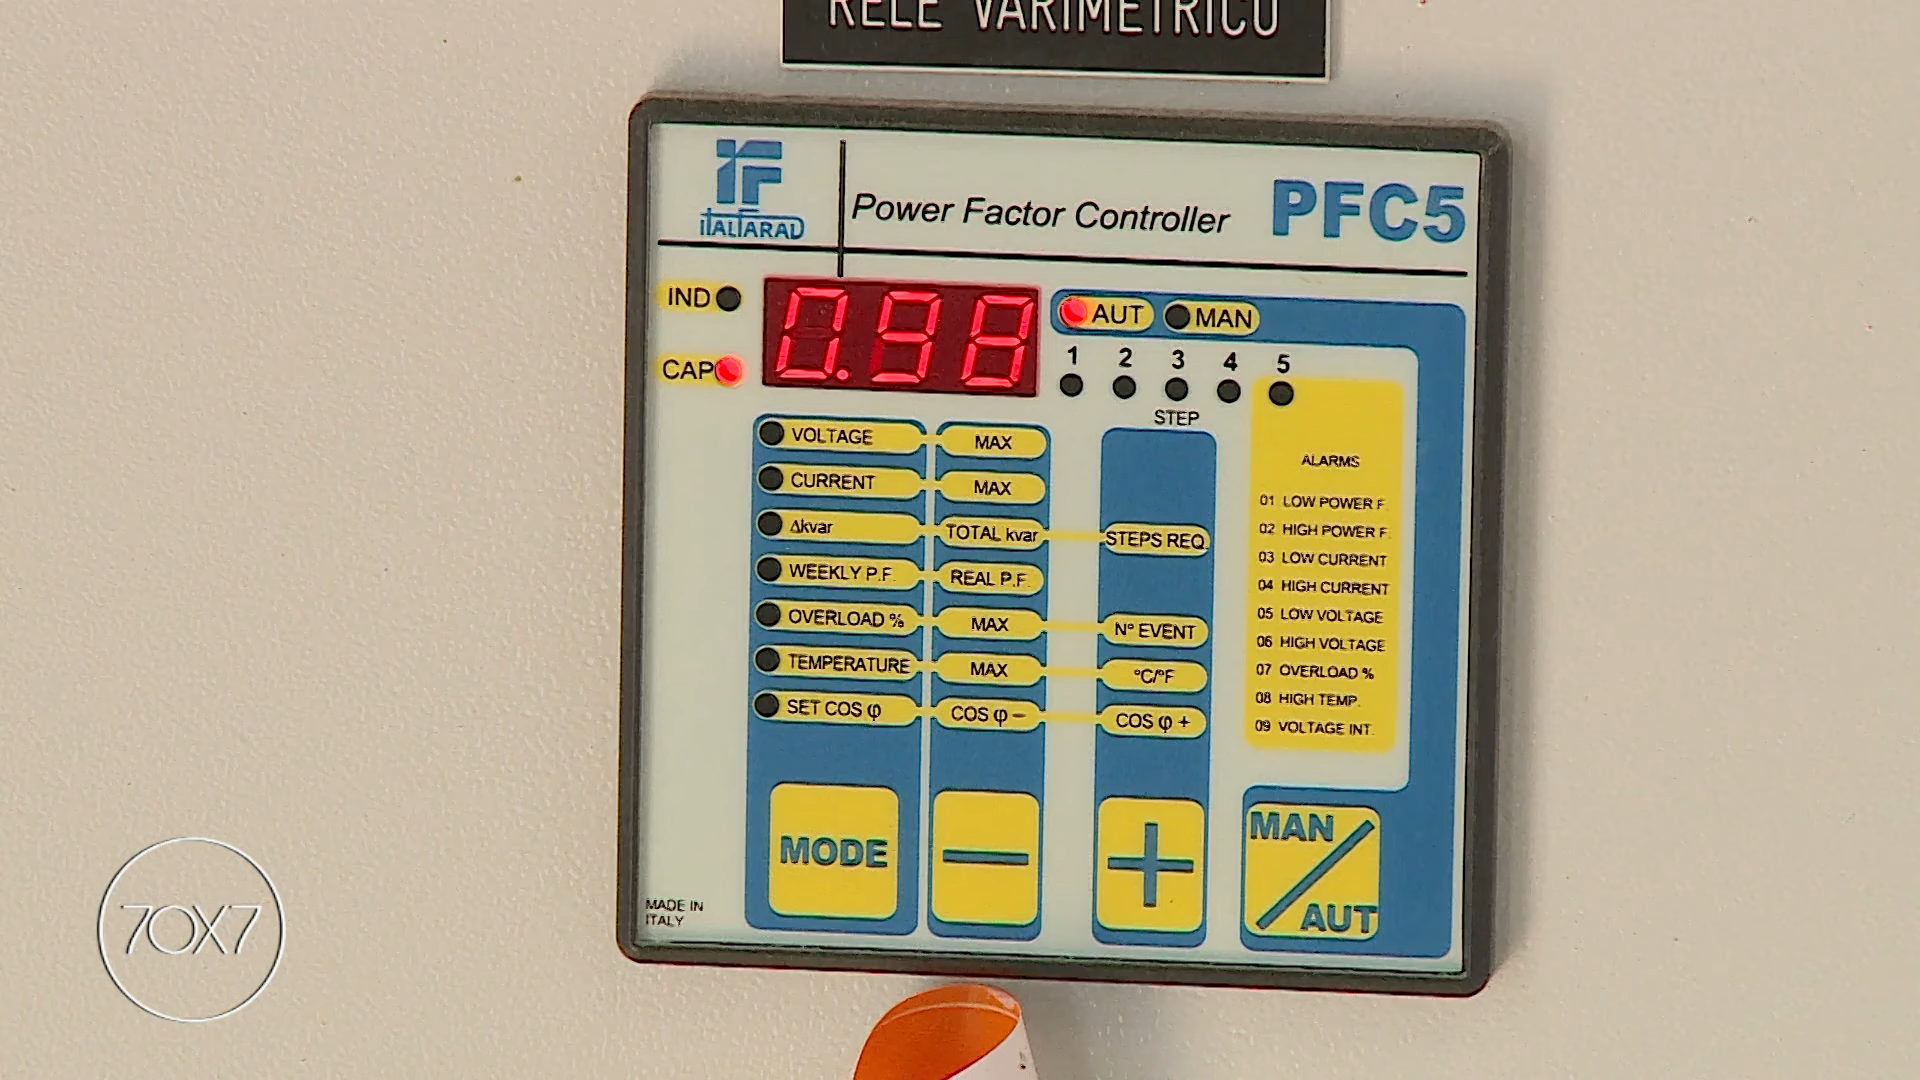 RELE VARIMETRICO
ITALFARAD
Power Factor Controller
PFC5
IND
CAP
0.98
AUT
MAN
1 2 3 4 5
STEP
VOLTAGE MAX
CURRENT MAX
Δkvar TOTAL kvar STEPS REQ.
WEEKLY P.F. REAL P.F.
OVERLOAD % MAX N° EVENT
TEMPERATURE MAX °C/°F
SET COS φ COS φ – COS φ +
ALARMS
01 LOW POWER F.
02 HIGH POWER F.
03 LOW CURRENT
04 HIGH CURRENT
05 LOW VOLTAGE
06 HIGH VOLTAGE
07 OVERLOAD %
08 HIGH TEMP.
09 VOLTAGE INT.
MODE
–
+
MAN/AUT
MADE IN
ITALY
70X7